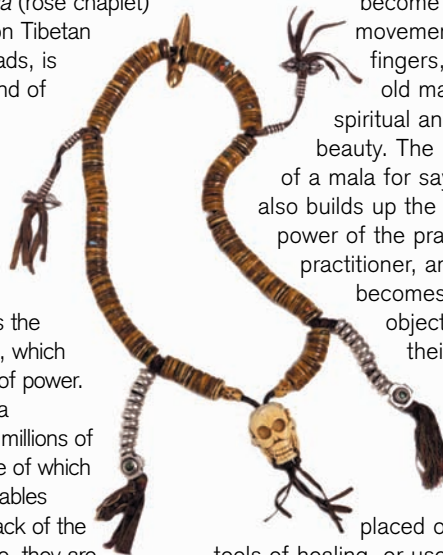 a (rose chaplet)
on Tibetan
ads, is
nd of
s the
, which
of power.
a
millions of
e of which
ables
ack of the
they are
become
movemen
fingers,
old ma
spiritual an
beauty. The
of a mala for say
also builds up the
power of the pra
practitioner, an
becomes
object
thei
placed o
tools of healing, or use